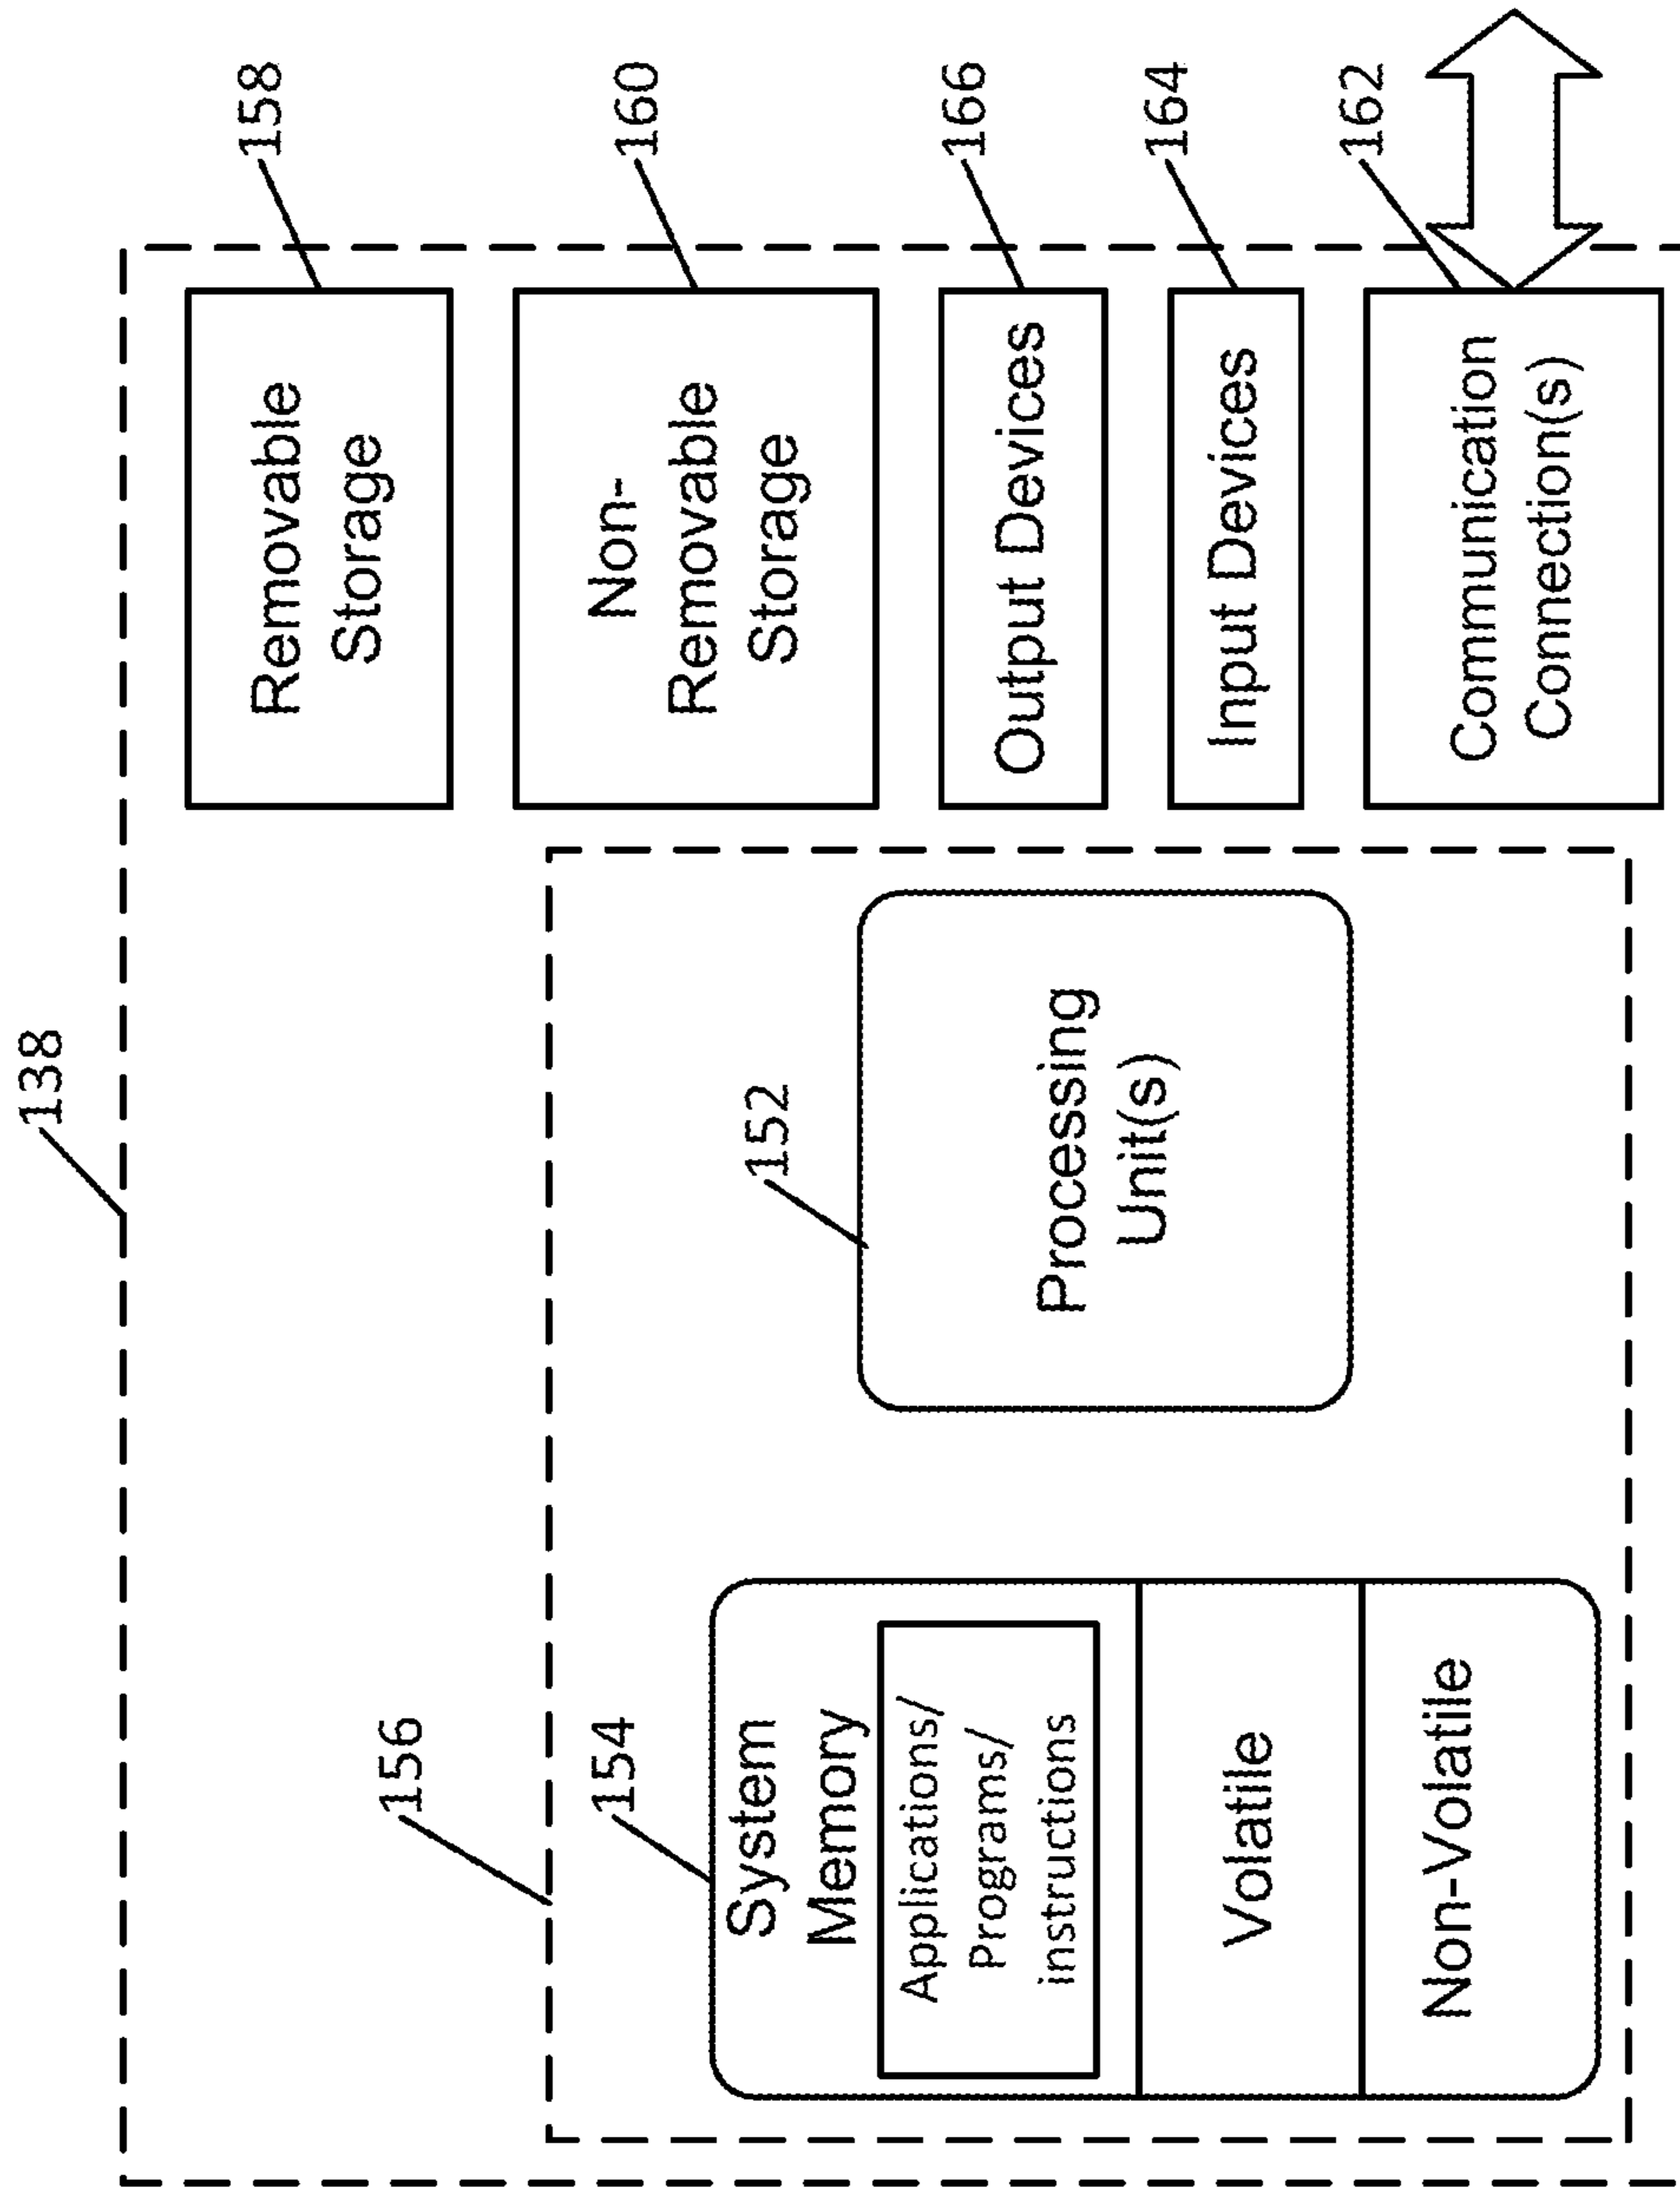 138
156
154
System
Memory
Applications/
Programs/
instructions
Volatile
Non-Volatile
152
Processing
Unit(s)
Removable
Storage
158
Non-
Removable
Storage
160
Output Devices
166
Input Devices
164
Communication
Connection(s)
162